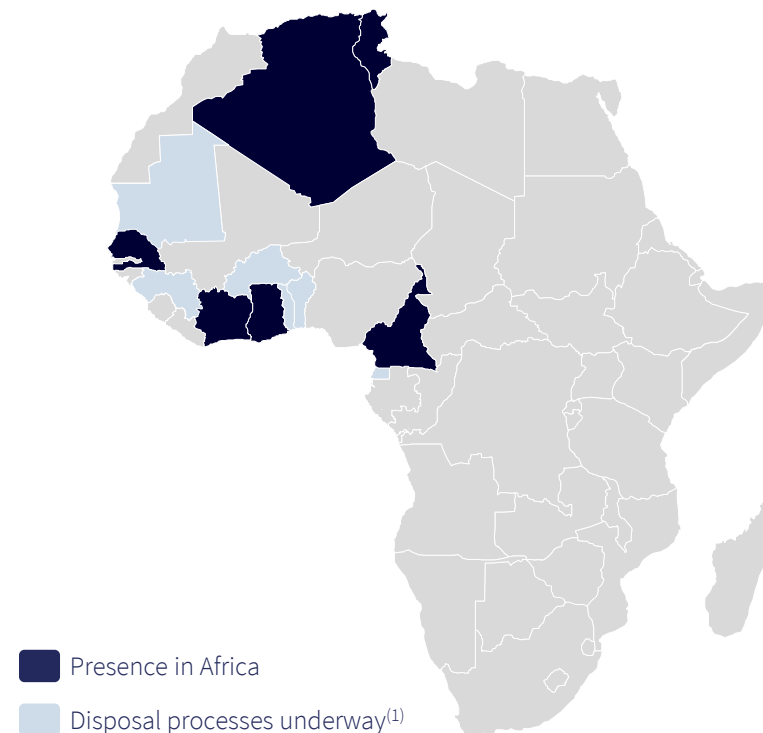 Presence in Africa
Disposal processes underway(1)